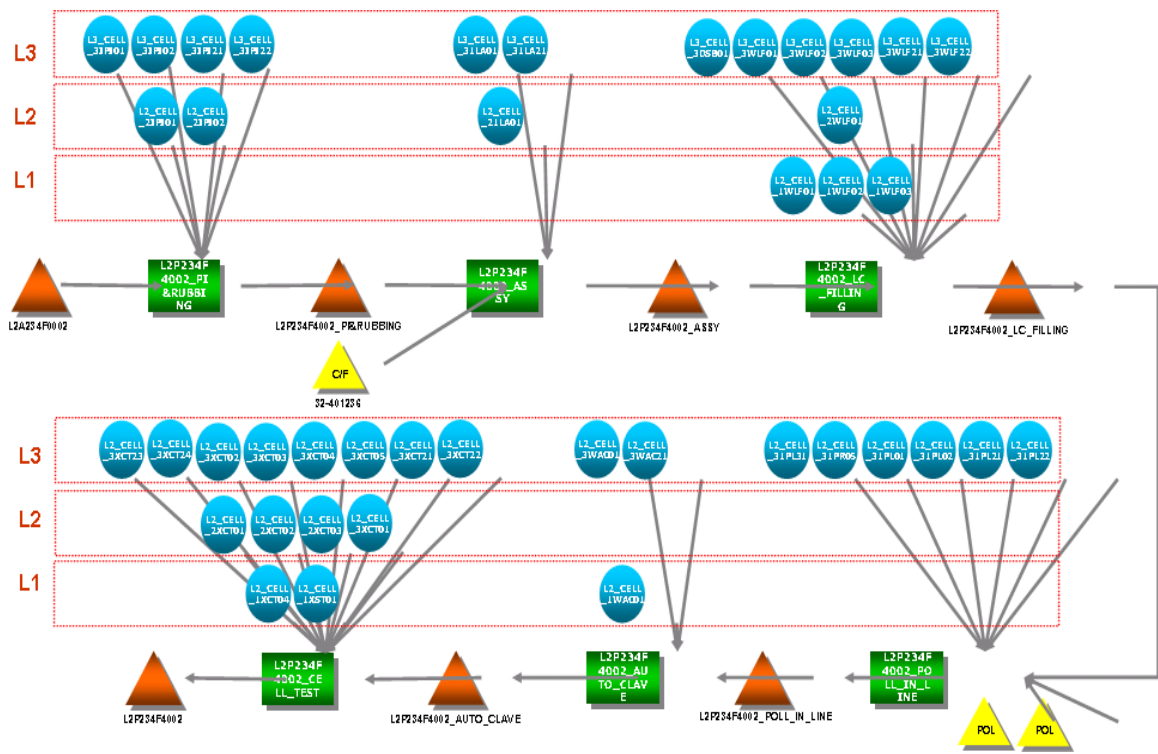 L3
L3_CELL
_3IPI01
L3_CELL
_3IPI02
L3_CELL
_3IPI21
L3_CELL
_3IPI22
L3_CELL
_31LA01
L3_CELL
_31LA21
L3_CELL
_3DSB01
L3_CELL
_3WLF01
L3_CELL
_3WLF02
L3_CELL
_3WLF03
L3_CELL
_3WLF21
L3_CELL
_3WLF22
L2
L2_CELL
_2IPI01
L2_CELL
_2IPI02
L2_CELL
_21LA01
L2_CELL
_2WLF01
L1
L2_CELL
_1WLF01
L2_CELL
_1WLF02
L2_CELL
_1WLF03
L2A234F0002
L2P234F
4002_PI
&RUBBI
NG
L2P234F4002_PI&RUBBING
L2P234F
4002_AS
SY
L2P234F4002_ASSY
L2P234F
4002_LC
_FILLIN
G
L2P234F4002_LC_FILLING
C/F
32-401236
L3
L2_CELL
_3XCT23
L2_CELL
_3XCT24
L2_CELL
_3XCT02
L2_CELL
_3XCT03
L2_CELL
_3XCT04
L2_CELL
_3XCT05
L2_CELL
_3XCT21
L2_CELL
_3XCT22
L2_CELL
_3WAC01
L2_CELL
_3WAC21
L2_CELL
_31PL31
L2_CELL
_31PR05
L2_CELL
_31PL01
L2_CELL
_31PL02
L2_CELL
_31PL21
L2_CELL
_31PL22
L2
L2_CELL
_2XCT01
L2_CELL
_2XCT02
L2_CELL
_2XCT03
L2_CELL
_3XCT01
L1
L2_CELL
_1XCT04
L2_CELL
_1XST01
L2_CELL
_1WAC01
L2P234F4002
L2P234F
4002_CE
LL_TEST
L2P234F4002_AUTO_CLAVE
L2P234F
4002_AU
TO_CLAV
E
L2P234F4002_POLL_IN_LINE
L2P234F
4002_PO
LL_IN_L
INE
POL
POL